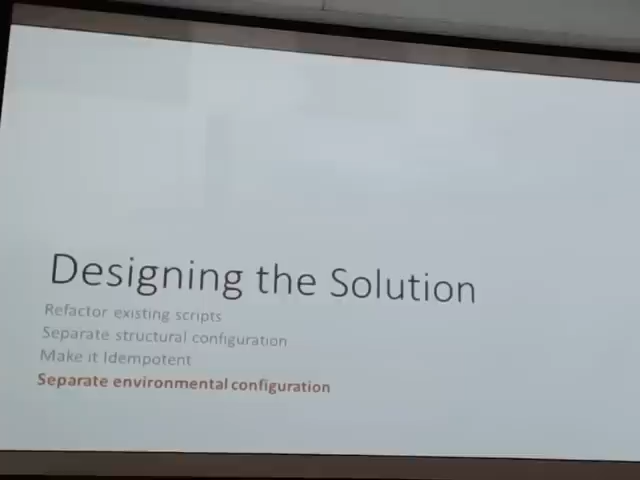 Designing the Solution
Refactor existing scripts
Separate structural configuration
Make it Idempotent
Separate environmental configuration